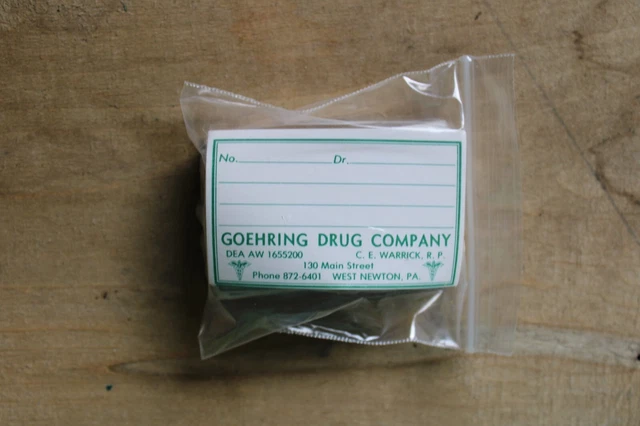 No. Dr.
GOEHRING DRUG COMPANY
DEA AW 1655200 C. E. WARRICK, R. P.
130 Main Street
Phone 872-6401 WEST NEWTON, PA.